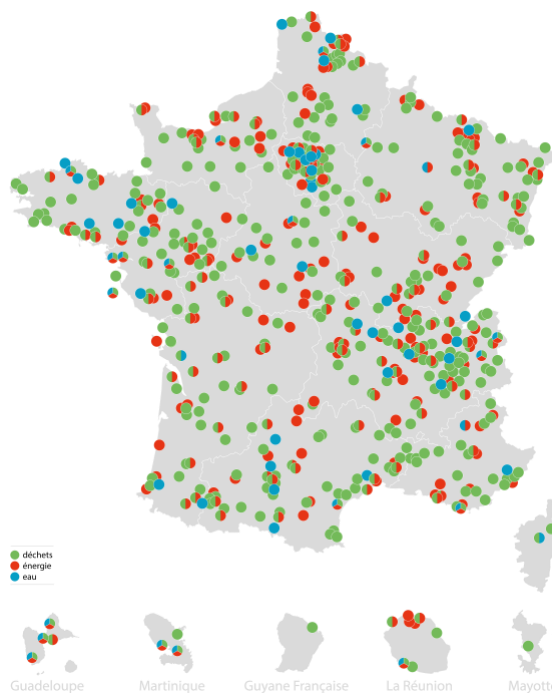 déchets
énergie
eau
Guadeloupe
Martinique
Guyane Française
La Réunion
Mayott